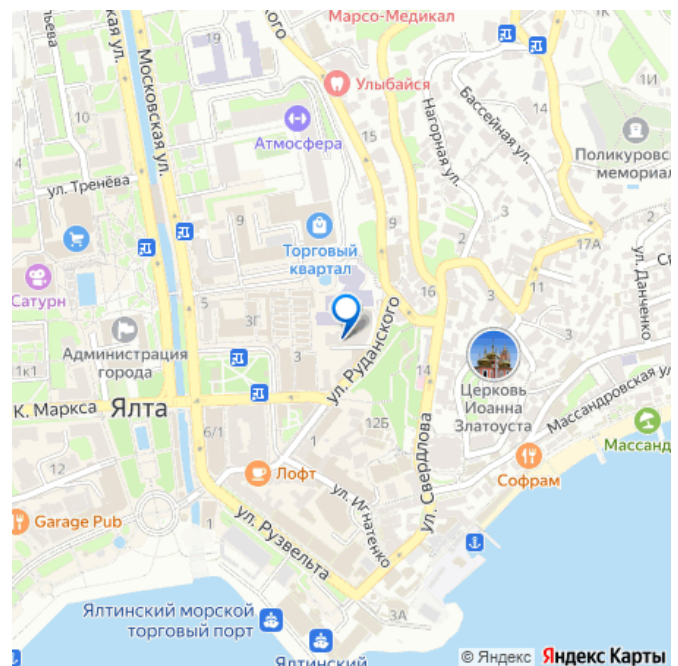 Марсо-Медикал
Улыбайся
Московская ул.
1И
14
10
Атмосфера
15
Нагорная ул.
Бассейная ул.
Поликуровс
мемориал
ул. Тренёва
9
9
3
2
Торговый
квартал
17А
Сатурн
16
11
ул. Данченко
5
3Г
3
ул. Руданского
Администрация
города
1к1
14
Церковь
Иоанна
Златоуста
Массандровская ул
К. Маркса
Ялта
12Б
6/1
1
ул. Свердлова
Массанд
Софрам
12
Лофт
ул. Игнатенко
Garage Pub
1
ул. Рузвельта
Ялтинский морской
торговый порт
3А
Ялтинский
© Яндекс Яндекс Карты